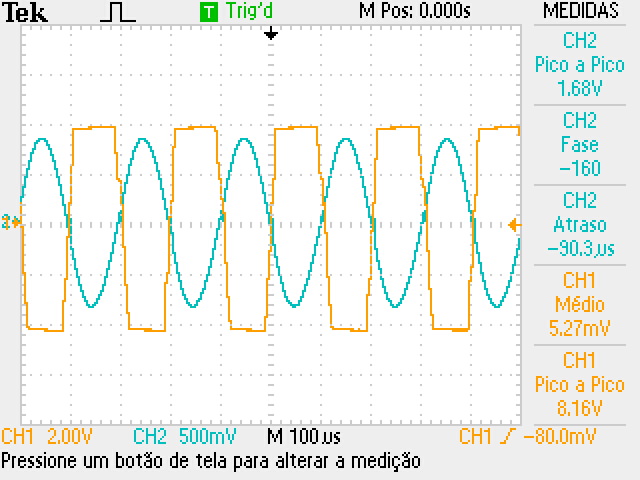 Tek T Trig'd M Pos: 0.000s MEDIDAS
CH2
Pico a Pico
1.68V
CH2
Fase
-160
CH2
Atraso
-90.3µs
CH1
Médio
5.27mV
CH1
Pico a Pico
8.16V
CH1 2.00V CH2 500mV M 100µs CH1 -80.0mV
Pressione um botão de tela para alterar a medição